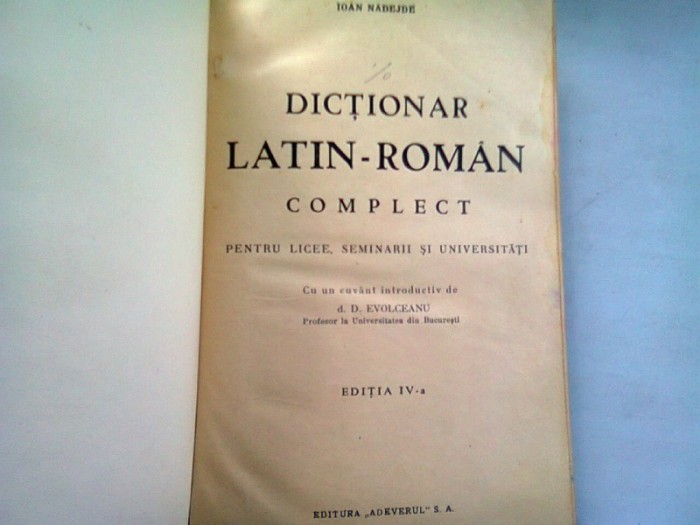 IOAN NĂDEJDE
DICȚIONAR
LATIN-ROMÂN
COMPLECT
PENTRU LICEE, SEMINARII ȘI UNIVERSITĂȚI
Cu un cuvânt introductiv de
d. D. EVOLCEANU
Profesor la Universitatea din București
EDIȚIA IV-a
EDITURA „ADEVERUL" S. A.